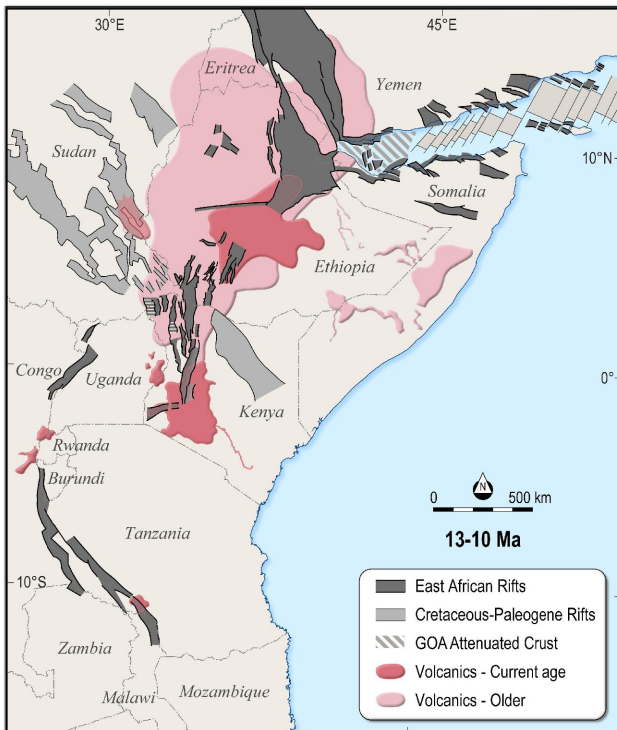 30°E
45°E
Eritrea
Yemen
Sudan
10°N
Somalia
Ethiopia
Congo
Uganda
0°
Kenya
Rwanda
Burundi
N
0
500 km
13-10 Ma
Tanzania
10°S
East African Rifts
Cretaceous-Paleogene Rifts
GOA Attenuated Crust
Zambia
Volcanics - Current age
Malawi
Mozambique
Volcanics - Older